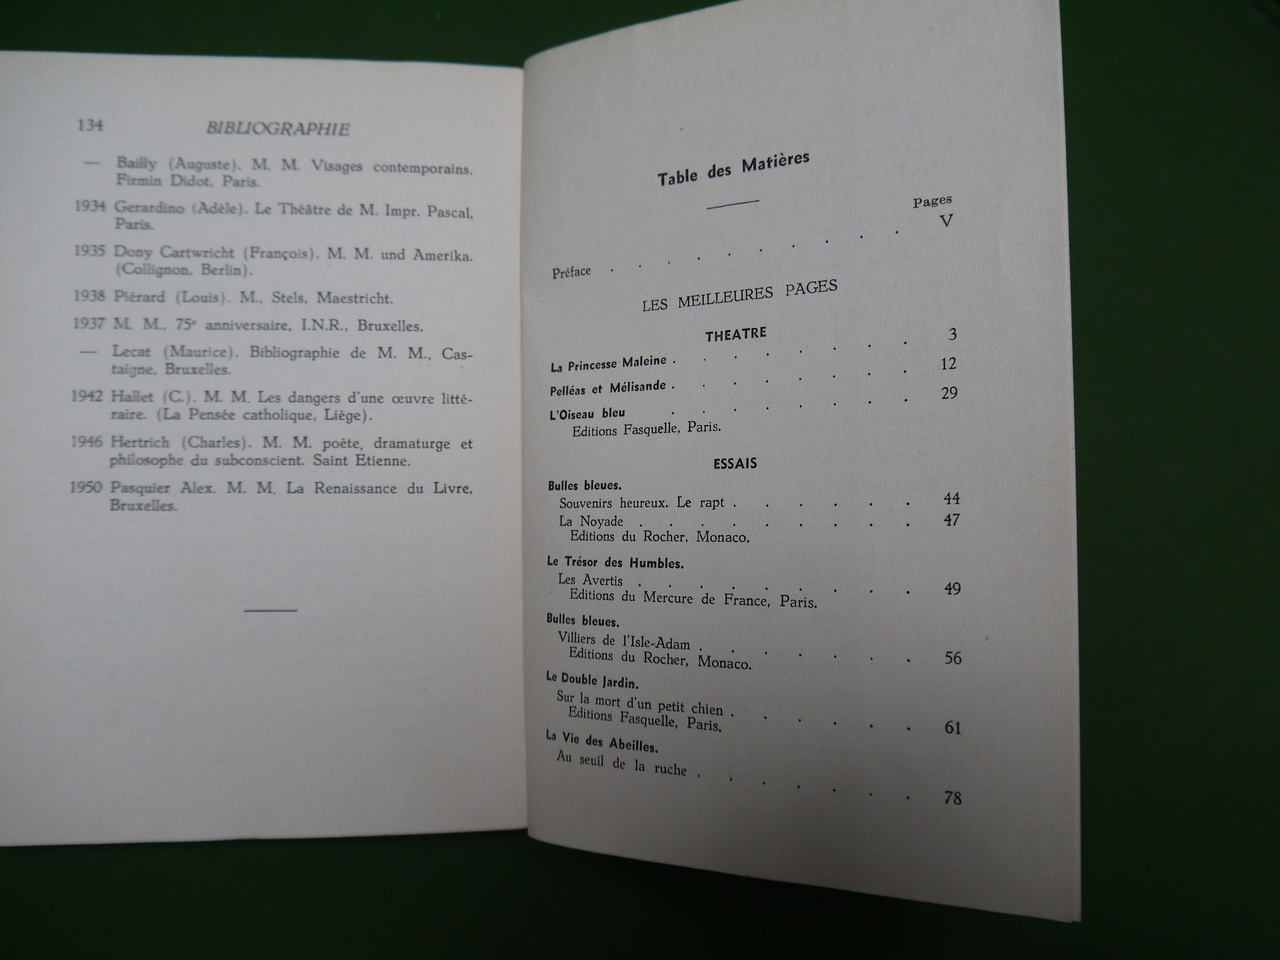 134 BIBLIOGRAPHIE
— Bailly (Auguste). M. M. Visages contemporains,
Firmin Didot, Paris.
1934 Gerardino (Adèle). Le Théâtre de M. Impr. Pascal,
Paris.
1935 Dony Cartwricht (François). M. M. und Amerika.
(Collignon, Berlin).
1938 Piérard (Louis). M., Stels, Maestricht.
1937 M. M., 75e anniversaire, I.N.R., Bruxelles.
— Lecat (Maurice). Bibliographie de M. M., Cas-
taigne, Bruxelles.
1942 Hallet (C.). M. M. Les dangers d'une œuvre litté-
raire. (La Pensée catholique, Liège).
1946 Hertrich (Charles). M. M. poète, dramaturge et
philosophe du subconscient. Saint Etienne.
1950 Pasquier Alex. M. M. La Renaissance du Livre,
Bruxelles.
Table des Matières
Pages
Préface . . . . . . . . . . V
LES MEILLEURES PAGES
THEATRE
La Princesse Maleine . . . . . . . . 3
Pelléas et Mélisande . . . . . . . . 12
L'Oiseau bleu . . . . . . . . 29
Editions Fasquelle, Paris.
ESSAIS
Bulles bleues.
Souvenirs heureux. Le rapt . . . . . . 44
La Noyade . . . . . . . . . 47
Editions du Rocher, Monaco.
Le Trésor des Humbles.
Les Avertis . . . . . . . . . 49
Editions du Mercure de France, Paris.
Bulles bleues.
Villiers de l'Isle-Adam . . . . . . . 56
Editions du Rocher, Monaco.
Le Double Jardin.
Sur la mort d'un petit chien . . . . . . 61
Editions Fasquelle, Paris.
La Vie des Abeilles.
Au seuil de la ruche . . . . . . . 78